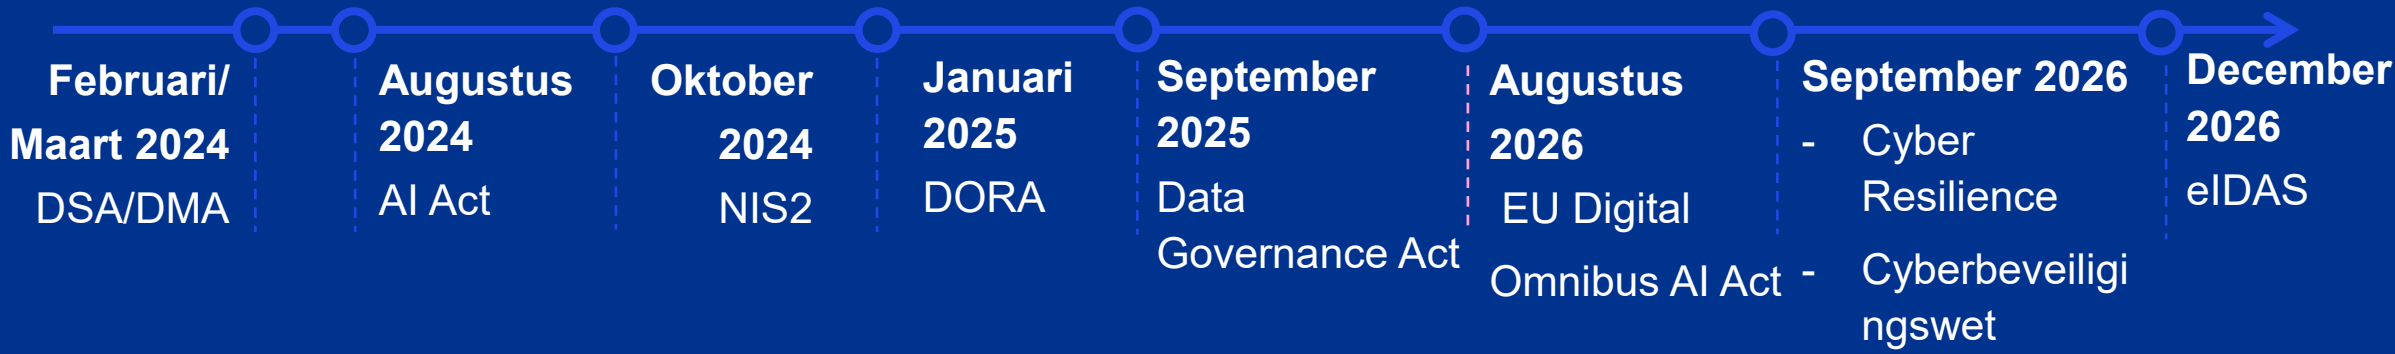 Februari/
Maart 2024
DSA/DMA
Augustus
2024
AI Act
Oktober
2024
NIS2
Januari
2025
DORA
September
2025
Data
Governance Act
Augustus
2026
EU Digital
Omnibus AI Act
September 2026
- Cyber
Resilience
- Cyberbeveiligi
ngswet
December
2026
eIDAS